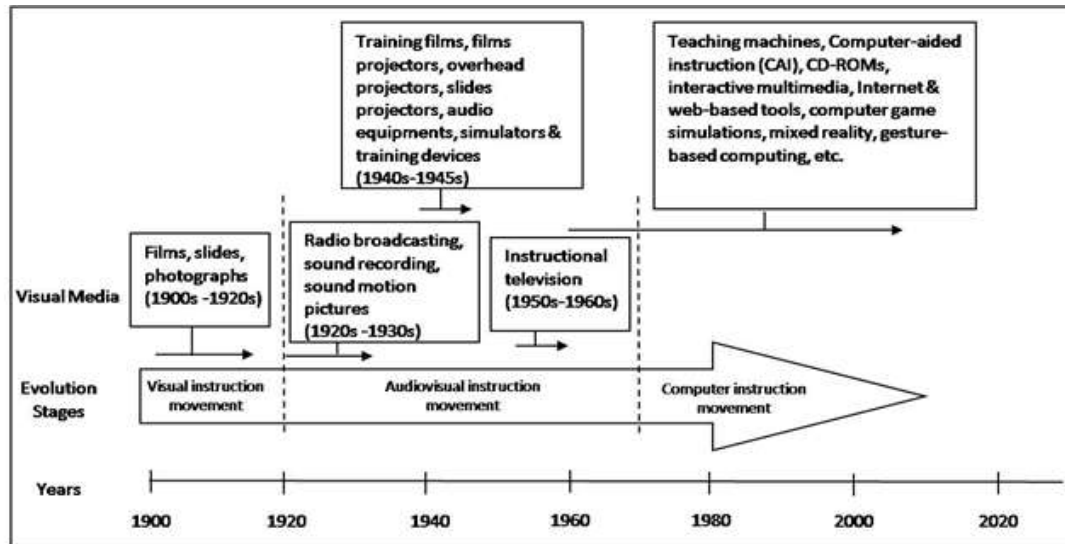 Training films, films
projectors, overhead
projectors, slides
projectors, audio
equipments, simulators &
training devices
(1940s-1945s)
Teaching machines, Computer-aided
instruction (CAI), CD-ROMs,
interactive multimedia, Internet &
web-based tools, computer game
simulations, mixed reality, gesture-
based computing, etc.
Visual Media
Films, slides,
photographs
(1900s -1920s)
Radio broadcasting,
sound recording,
sound motion
pictures
(1920s -1930s)
Instructional
television
(1950s-1960s)
Evolution
Stages
Visual instruction
movement
Audiovisual instruction
movement
Computer instruction
movement
Years
1900 1920 1940 1960 1980 2000 2020